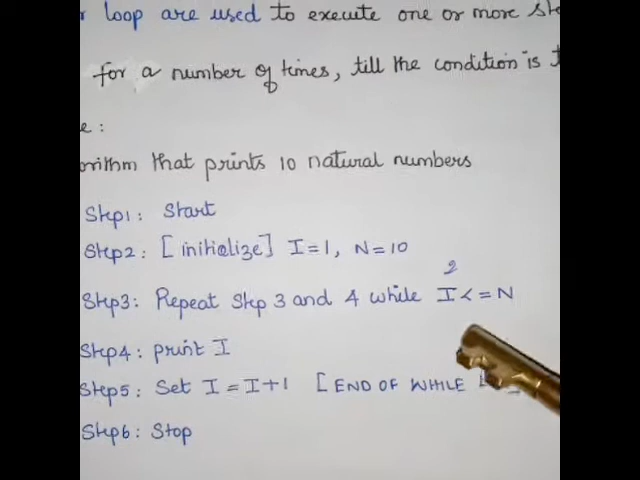 loop are used to execute one or more
for a number of times, till the condition is
e:
orithm that prints 10 natural numbers
Step1: Start
Step2: [initialize] I=1, N=10
2
Step3: Repeat Step 3 and 4 while I<=N
Step4: print I
Step5: Set I=I+1 [END OF WHILE
Step6: Stop